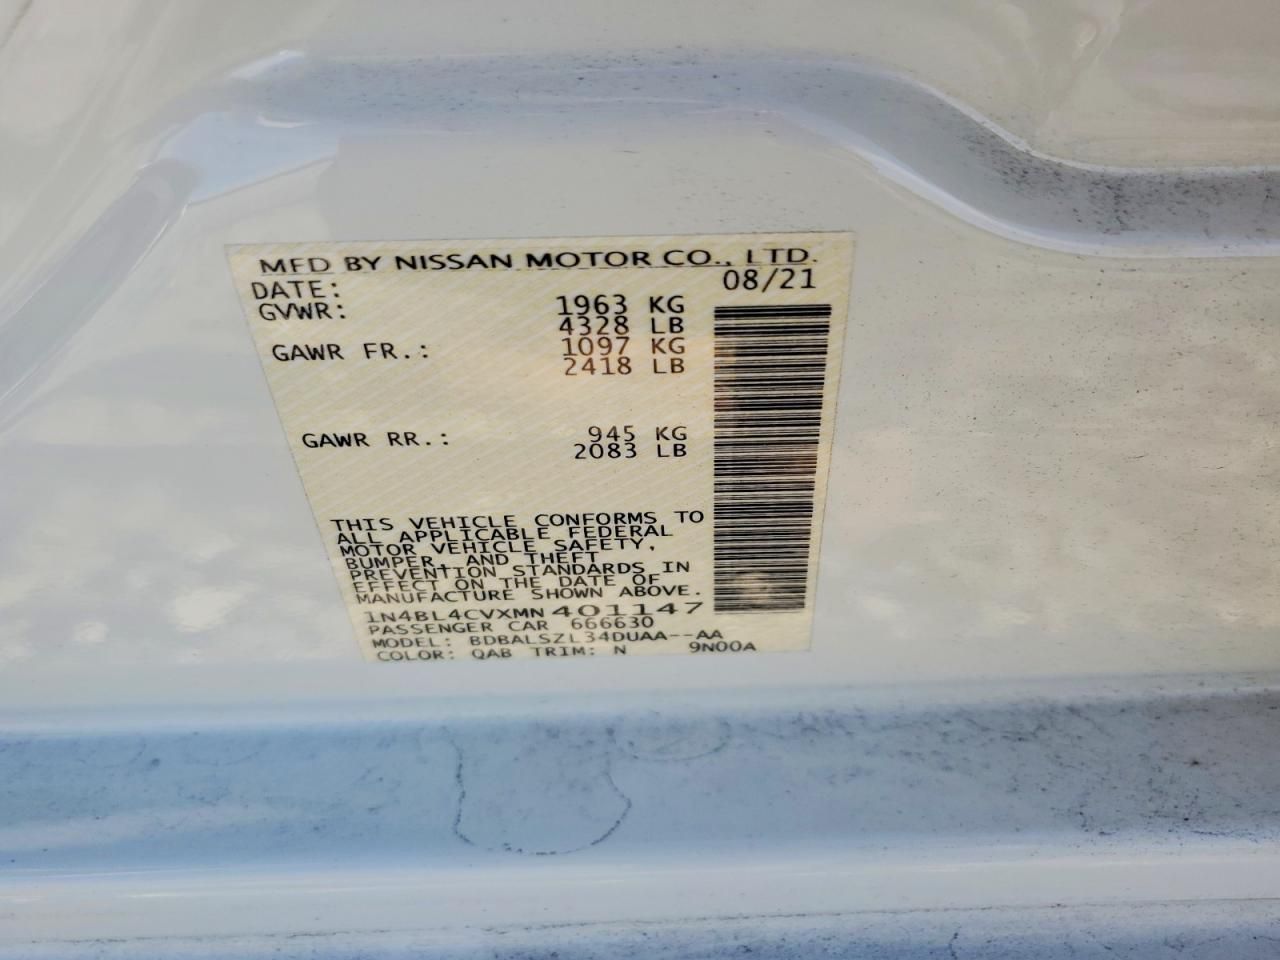 MFD BY NISSAN MOTOR CO., LTD.
DATE: 08/21
GVWR: 1963 KG
4328 LB
GAWR FR.: 1097 KG
2418 LB
GAWR RR.: 945 KG
2083 LB
THIS VEHICLE CONFORMS TO
ALL APPLICABLE FEDERAL
MOTOR VEHICLE SAFETY,
BUMPER, AND THEFT
PREVENTION STANDARDS IN
EFFECT ON THE DATE OF
MANUFACTURE SHOWN ABOVE.
1N4BL4CVXMN401147
PASSENGER CAR 666630
MODEL: BDBALSZL34DUAA--AA
COLOR: QAB TRIM: N 9N00A